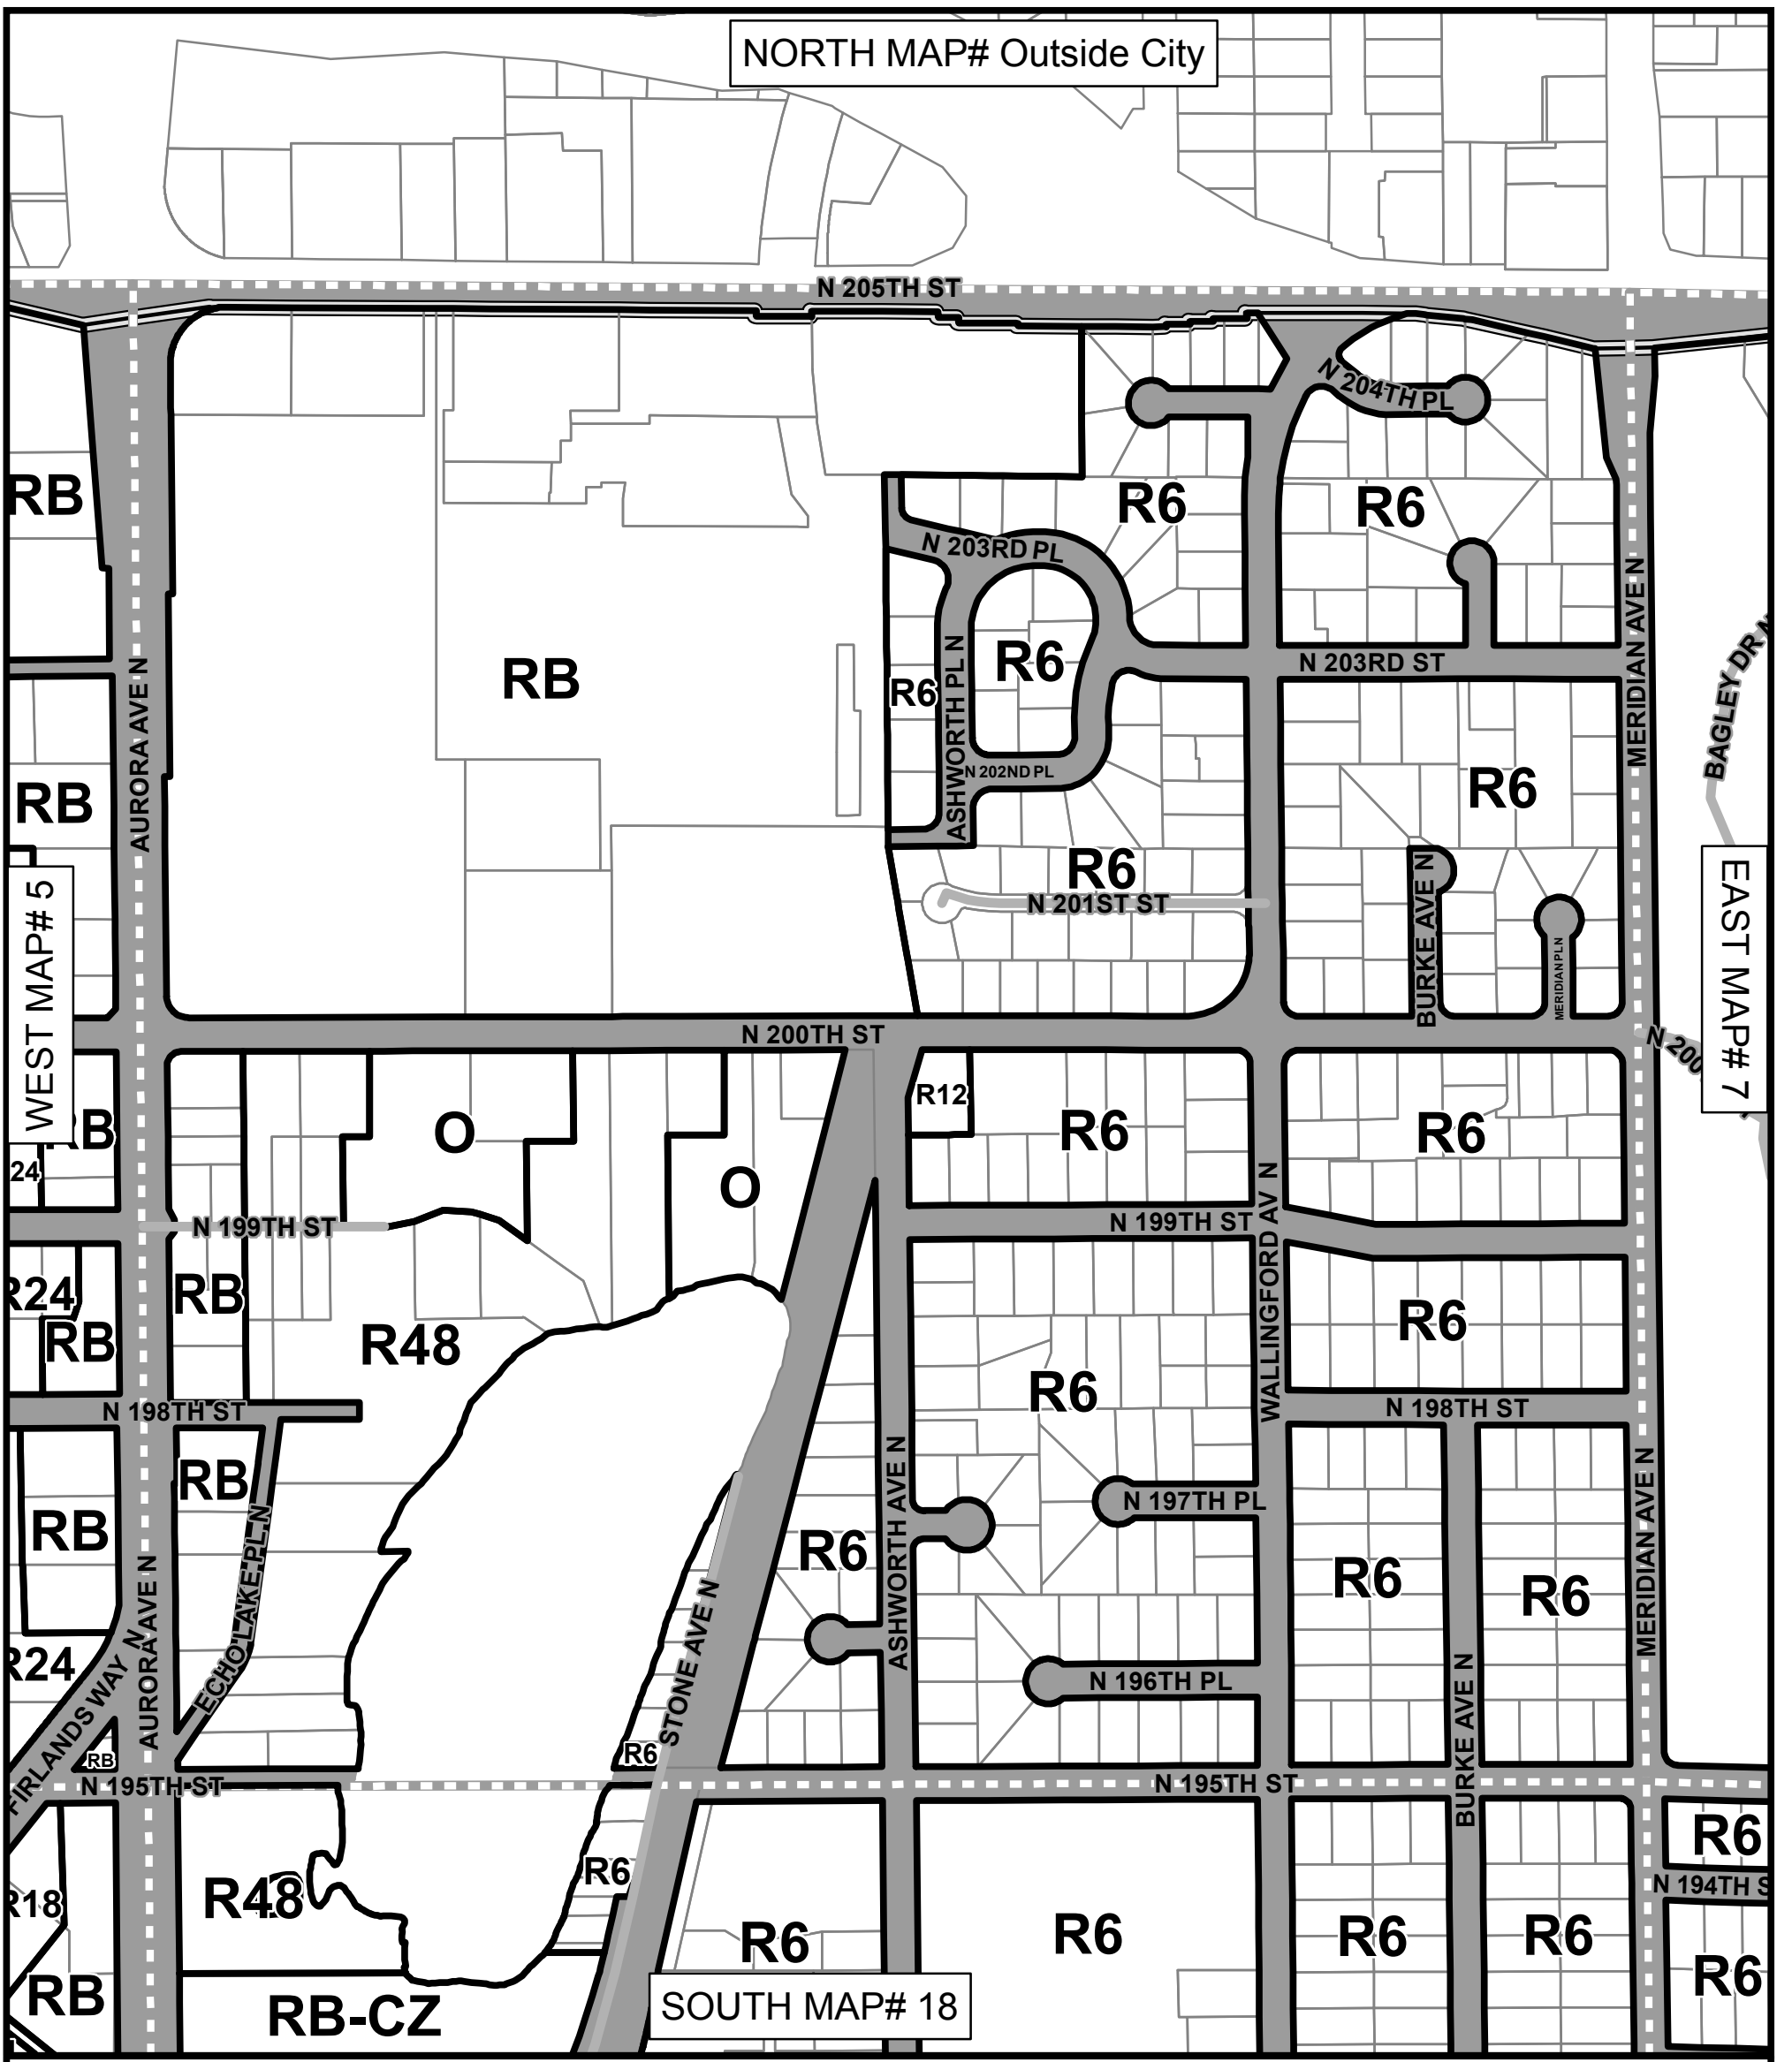 NORTH MAP# Outside City
N 205TH ST
N 204TH PL
RB
R6
R6
N 203RD PL
MERIDIAN AVE N
BAGLEY DR N
AURORA AVE N
RB
R6
R6
ASHWORTH PL N
N 203RD ST
N 202ND PL
RB
R6
R6
N 201ST ST
BURKE AVE N
MERIDIAN PL N
WEST MAP# 5
EAST MAP# 7
N 200TH ST
N 200
RB
24
O
O
R12
R6
R6
N 199TH ST
N 199TH ST
WALLINGFORD AV N
R24
RB
RB
R48
R6
R6
N 198TH ST
N 198TH ST
RB
RB
ECHO LAKE PL N
AURORA AVE N
R6
ASHWORTH AVE N
N 197TH PL
R6
R6
MERIDIAN AVE N
R24
FIRLANDS WAY N
STONE AVE N
N 196TH PL
BURKE AVE N
RB
R6
N 195TH ST
N 195TH ST
R6
N 194TH S
R18
R48
R6
R6
R6
R6
R6
R6
RB
RB-CZ
SOUTH MAP# 18